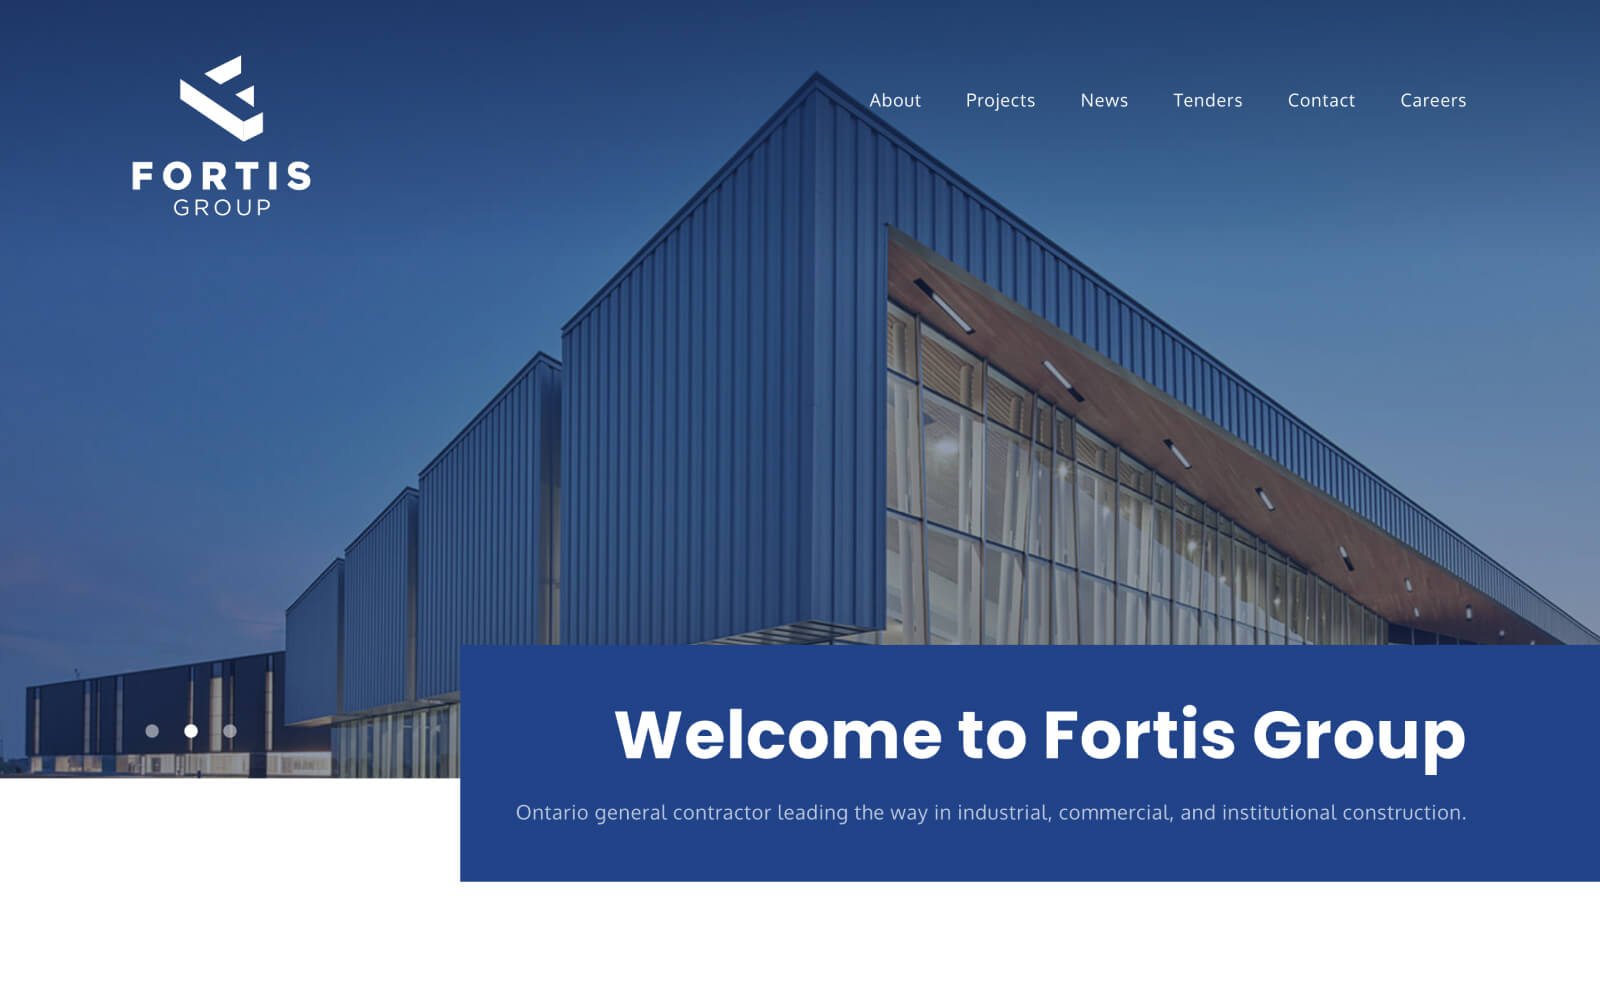 FORTIS
GROUP
About Projects News Tenders Contact Careers
Welcome to Fortis Group
Ontario general contractor leading the way in industrial, commercial, and institutional construction.